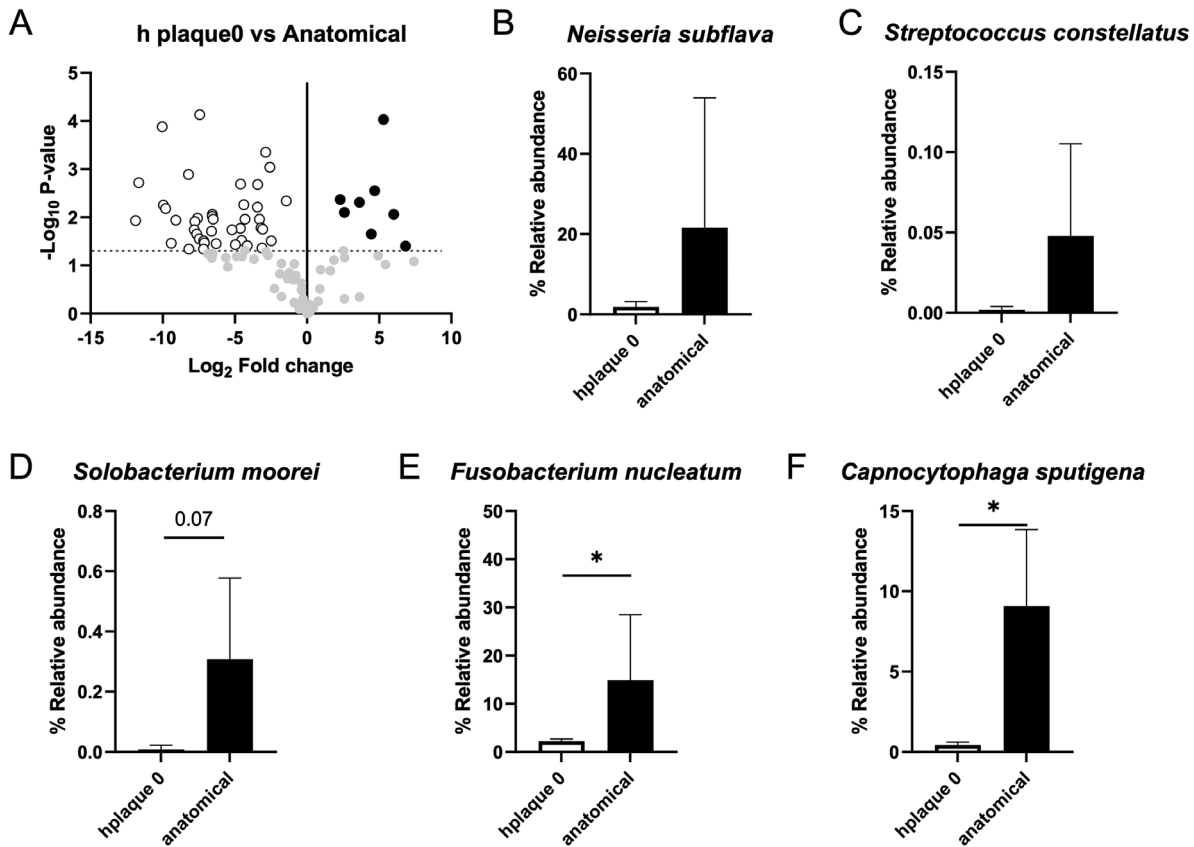 A
h plaque0 vs Anatomical
5
4
3
2
1
0
-15
-10
-5
0
5
10
-Log10 P-value
Log2 Fold change
B
Neisseria subflava
60
40
20
0
% Relative abundance
hplaque 0
anatomical
C
Streptococcus constellatus
0.15
0.10
0.05
0.00
% Relative abundance
hplaque 0
anatomical
D
Solobacterium moorei
0.07
0.8
0.6
0.4
0.2
0.0
% Relative abundance
hplaque 0
anatomical
E
Fusobacterium nucleatum
*
50
40
30
20
10
0
% Relative abundance
hplaque 0
anatomical
F
Capnocytophaga sputigena
*
15
10
5
0
% Relative abundance
hplaque 0
anatomical